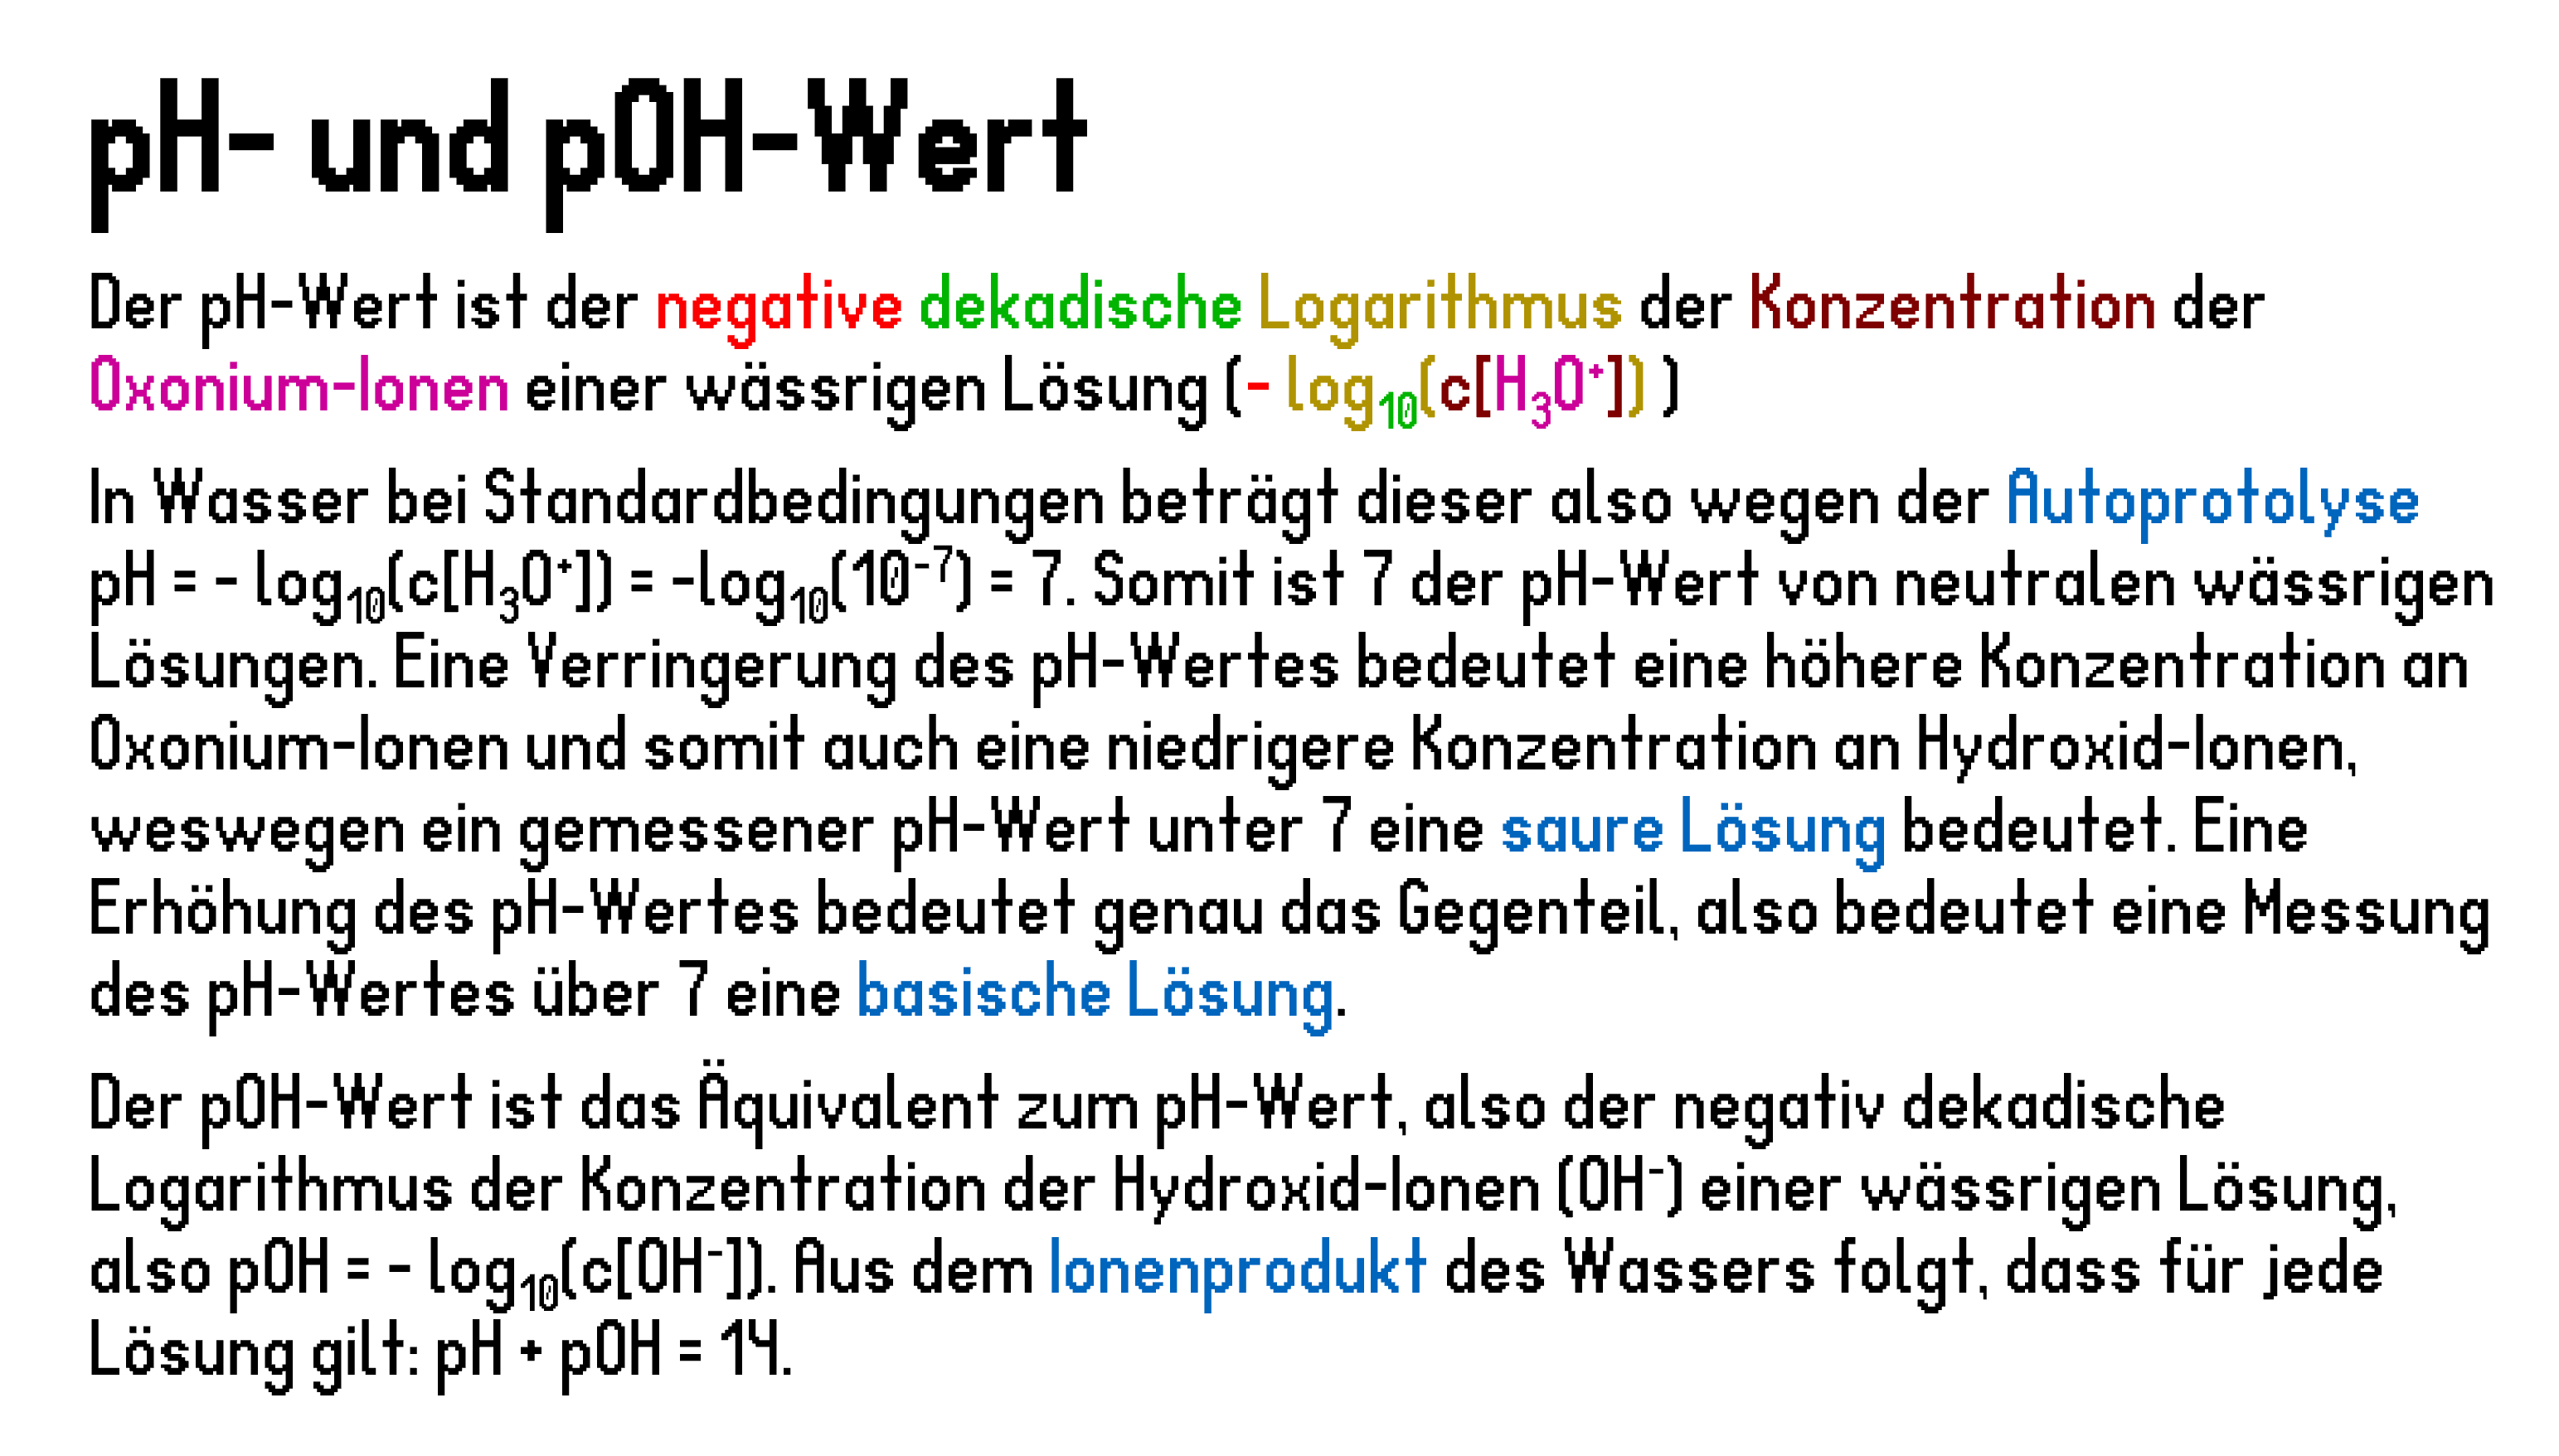 pH- und pOH-Wert
Der pH-Wert ist der negative dekadische Logarithmus der Konzentration der
Oxonium-Ionen einer wässrigen Lösung (- log₁₀(c[H₃O⁺]) )
In Wasser bei Standardbedingungen beträgt dieser also wegen der Autoprotolyse
pH = - log₁₀(c[H₃O⁺]) = -log₁₀(10⁻⁷) = 7. Somit ist 7 der pH-Wert von neutralen wässrigen
Lösungen. Eine Verringerung des pH-Wertes bedeutet eine höhere Konzentration an
Oxonium-Ionen und somit auch eine niedrigere Konzentration an Hydroxid-Ionen,
weswegen ein gemessener pH-Wert unter 7 eine saure Lösung bedeutet. Eine
Erhöhung des pH-Wertes bedeutet genau das Gegenteil, also bedeutet eine Messung
des pH-Wertes über 7 eine basische Lösung.
Der pOH-Wert ist das Äquivalent zum pH-Wert, also der negativ dekadische
Logarithmus der Konzentration der Hydroxid-Ionen (OH⁻) einer wässrigen Lösung,
also pOH = - log₁₀(c[OH⁻]). Aus dem Ionenprodukt des Wassers folgt, dass für jede
Lösung gilt: pH + pOH = 14.